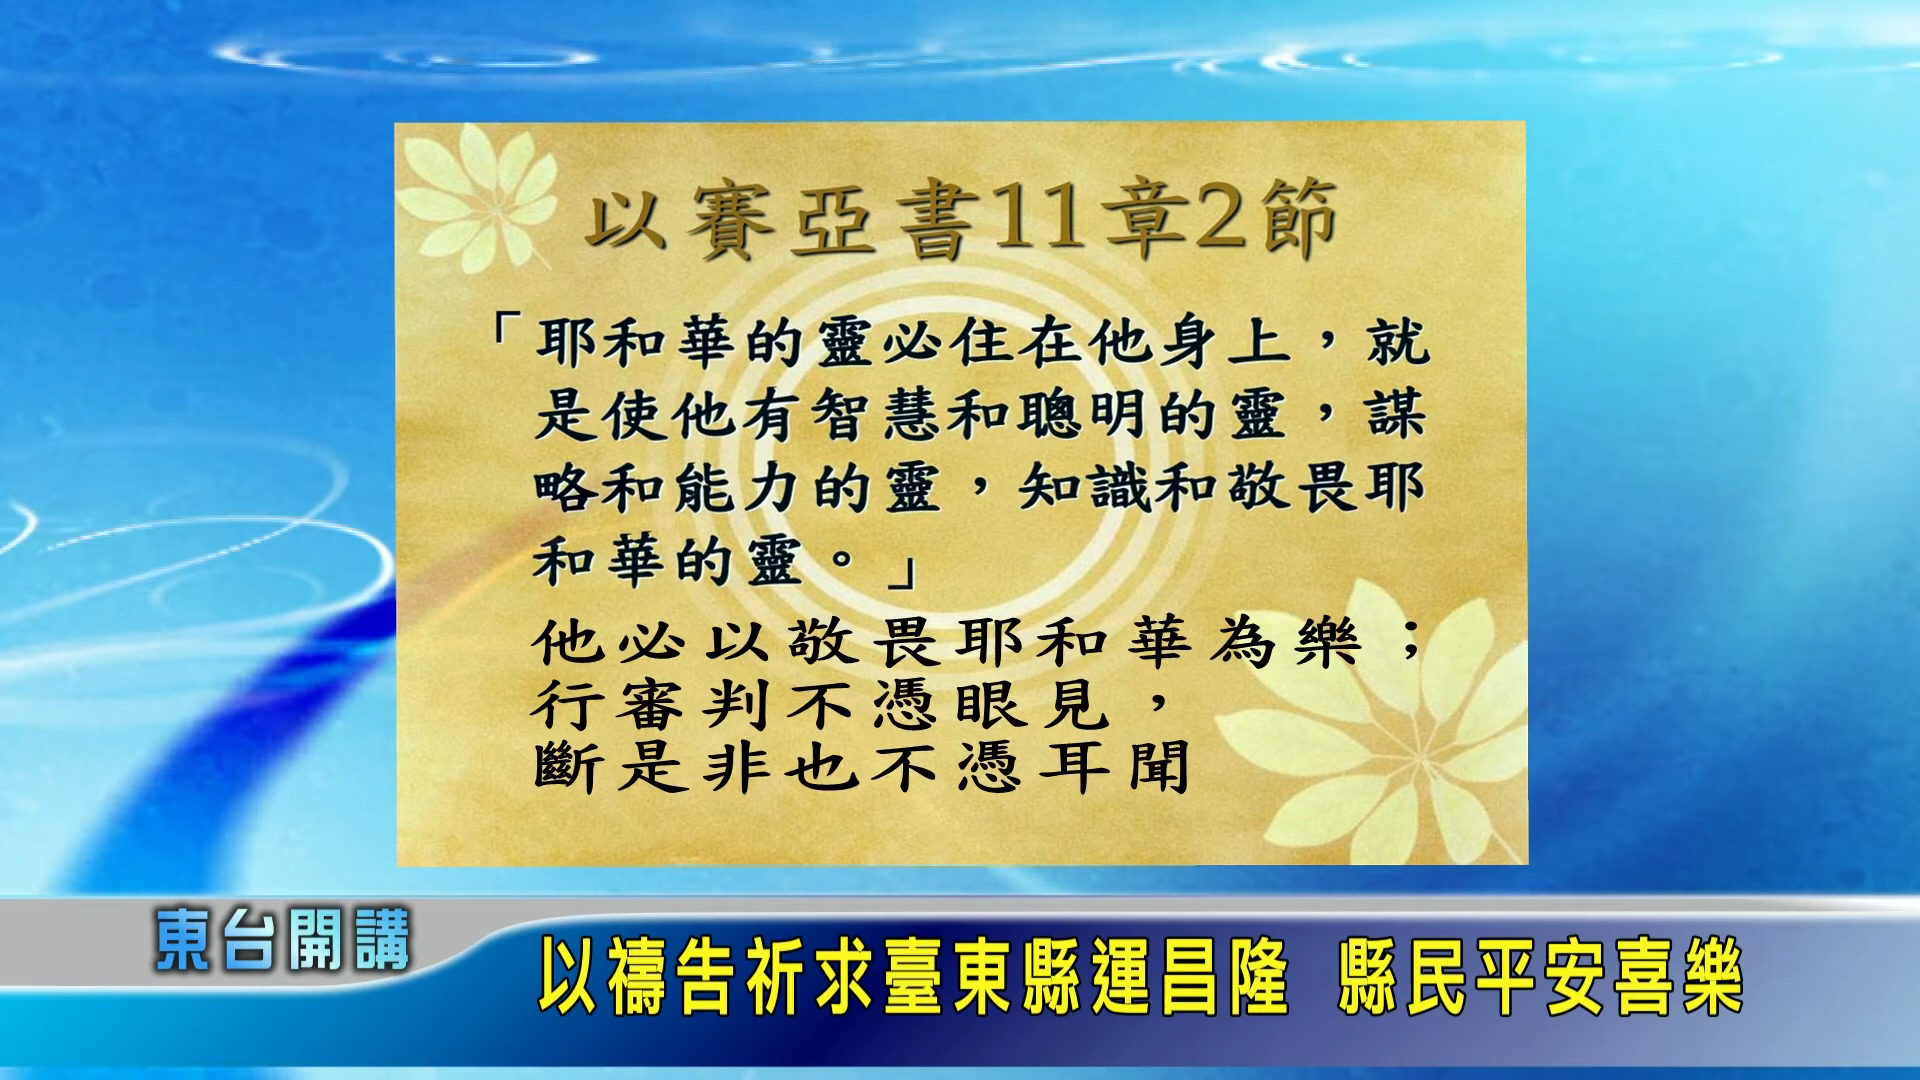 以賽亞書11章2節
「耶和華的靈必住在他身上，就
是使他有智慧和聰明的靈，謀
略和能力的靈，知識和敬畏耶
和華的靈。」
他必以敬畏耶和華為樂；
行審判不憑眼見，
斷是非也不憑耳聞
東台開講
以禱告祈求臺東縣運昌隆 縣民平安喜樂